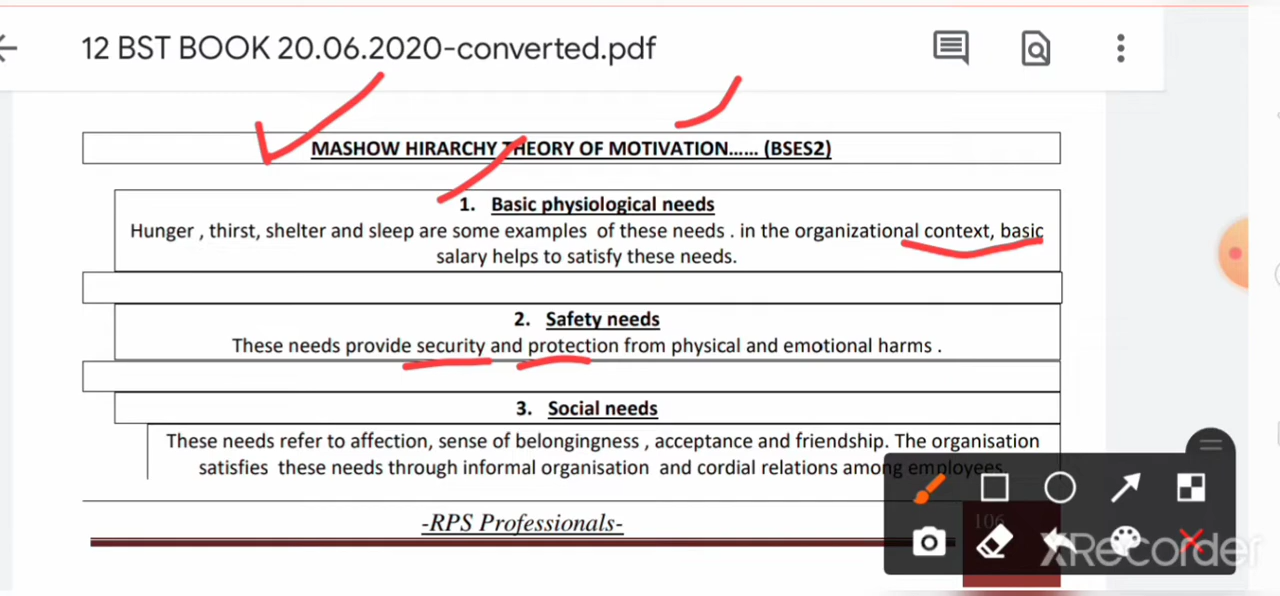 12 BST BOOK 20.06.2020-converted.pdf
MASHOW HIRARCHY THEORY OF MOTIVATION...... (BSES2)
1. Basic physiological needs
Hunger , thirst, shelter and sleep are some examples of these needs . in the organizational context, basic
salary helps to satisfy these needs.
2. Safety needs
These needs provide security and protection from physical and emotional harms .
3. Social needs
These needs refer to affection, sense of belongingness , acceptance and friendship. The organisation
satisfies these needs through informal organisation and cordial relations among employees
-RPS Professionals-
106
XRecorder